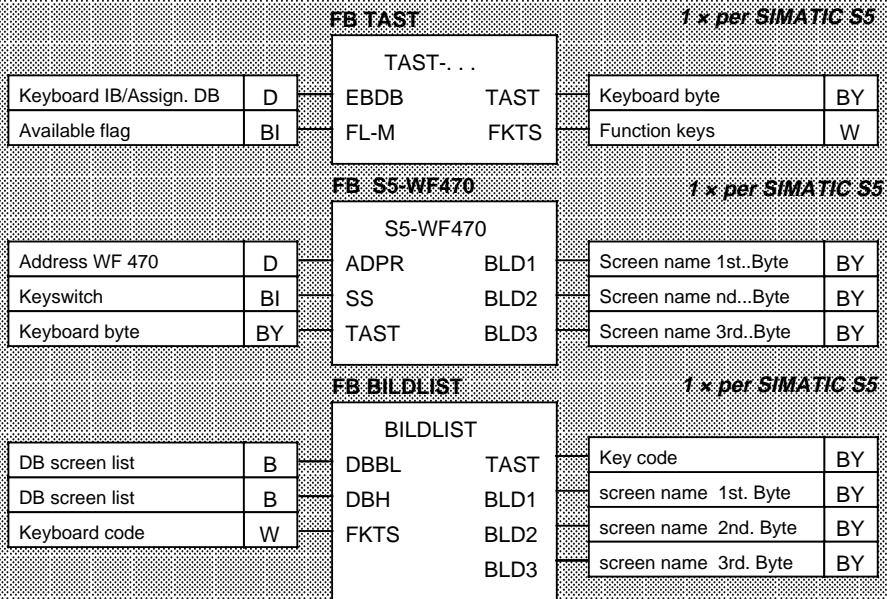 FB TAST 1 × per SIMATIC S5
TAST-. . .
Keyboard IB/Assign. DB D EBDB TAST Keyboard byte BY
Available flag BI FL-M FKTS Function keys W
FB S5-WF470 1 × per SIMATIC S5
S5-WF470
Address WF 470 D ADPR BLD1 Screen name 1st..Byte BY
Keyswitch BI SS BLD2 Screen name nd...Byte BY
Keyboard byte BY TAST BLD3 Screen name 3rd..Byte BY
FB BILDLIST 1 × per SIMATIC S5
BILDLIST
DB screen list B DBBL TAST Key code BY
DB screen list B DBH BLD1 screen name 1st. Byte BY
Keyboard code W FKTS BLD2 screen name 2nd. Byte BY
BLD3 screen name 3rd. Byte BY